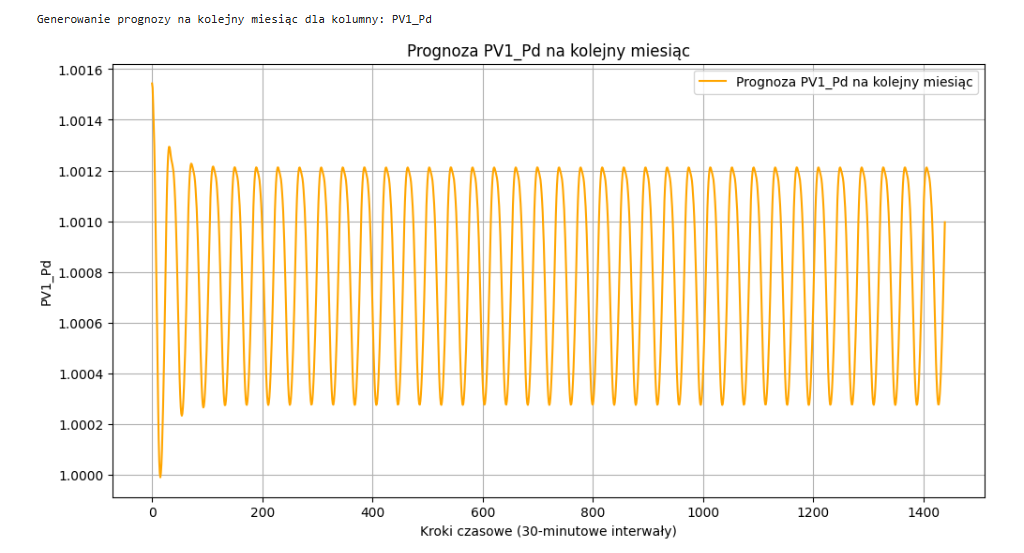 Generowanie prognozy na kolejny miesiąc dla kolumny: PV1_Pd
Prognoza PV1_Pd na kolejny miesiąc
Prognoza PV1_Pd na kolejny miesiąc
1.0016
1.0014
1.0012
1.0010
1.0008
1.0006
1.0004
1.0002
1.0000
PV1_Pd
0 200 400 600 800 1000 1200 1400
Kroki czasowe (30-minutowe interwały)